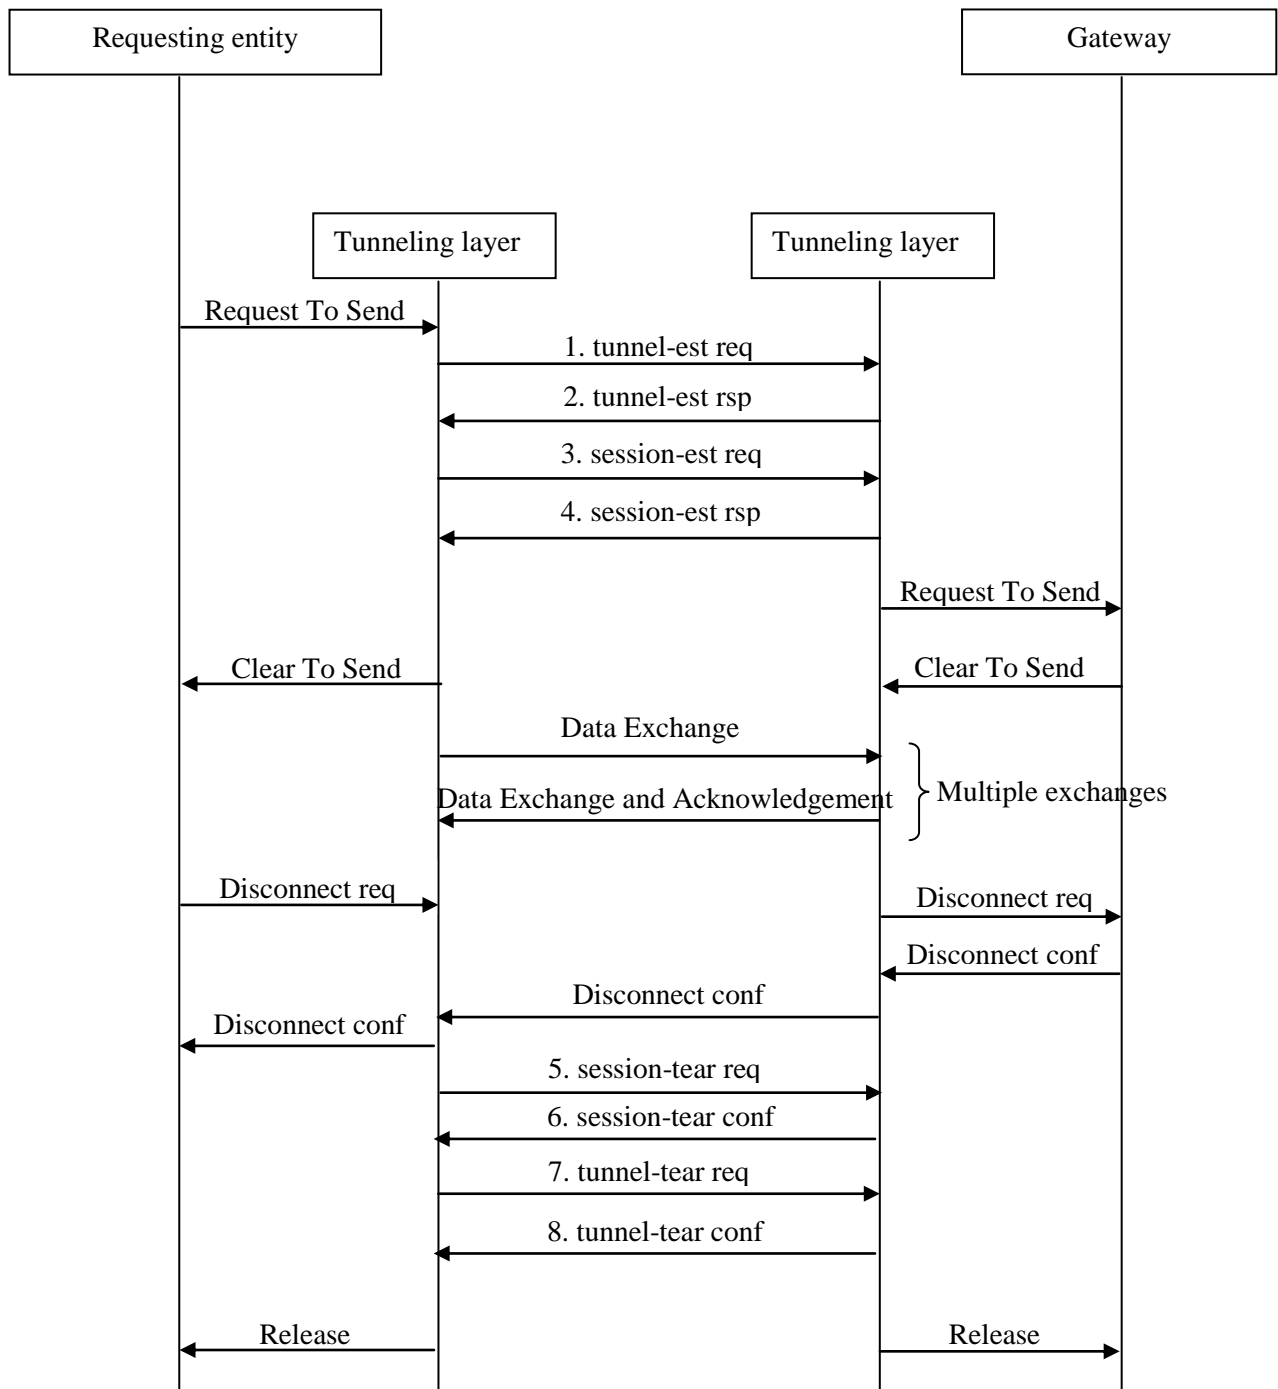 Requesting entity
Gateway
Tunneling layer
Tunneling layer
Request To Send
1. tunnel-est req
2. tunnel-est rsp
3. session-est req
4. session-est rsp
Request To Send
Clear To Send
Clear To Send
Data Exchange
Data Exchange and Acknowledgement
Multiple exchanges
Disconnect req
Disconnect req
Disconnect conf
Disconnect conf
Disconnect conf
5. session-tear req
6. session-tear conf
7. tunnel-tear req
8. tunnel-tear conf
Release
Release